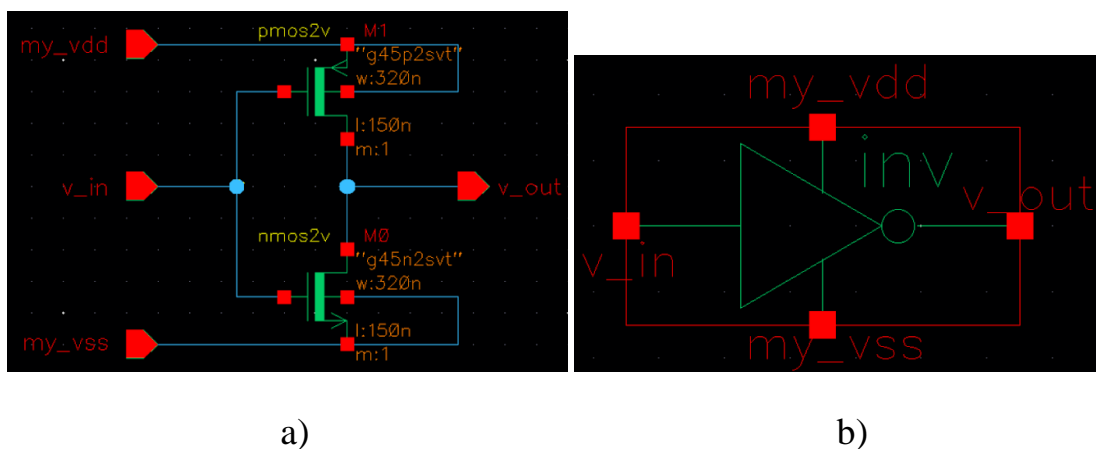 pmos2v M1
my_vdd
"g45p2svt"
w:320n
l:150n
m:1
v_in
v_out
nmos2v M0
"g45n2svt"
w:320n
l:150n
my_vss
m:1
my_vdd
inv
v_out
v_in
my_vss
a)
b)